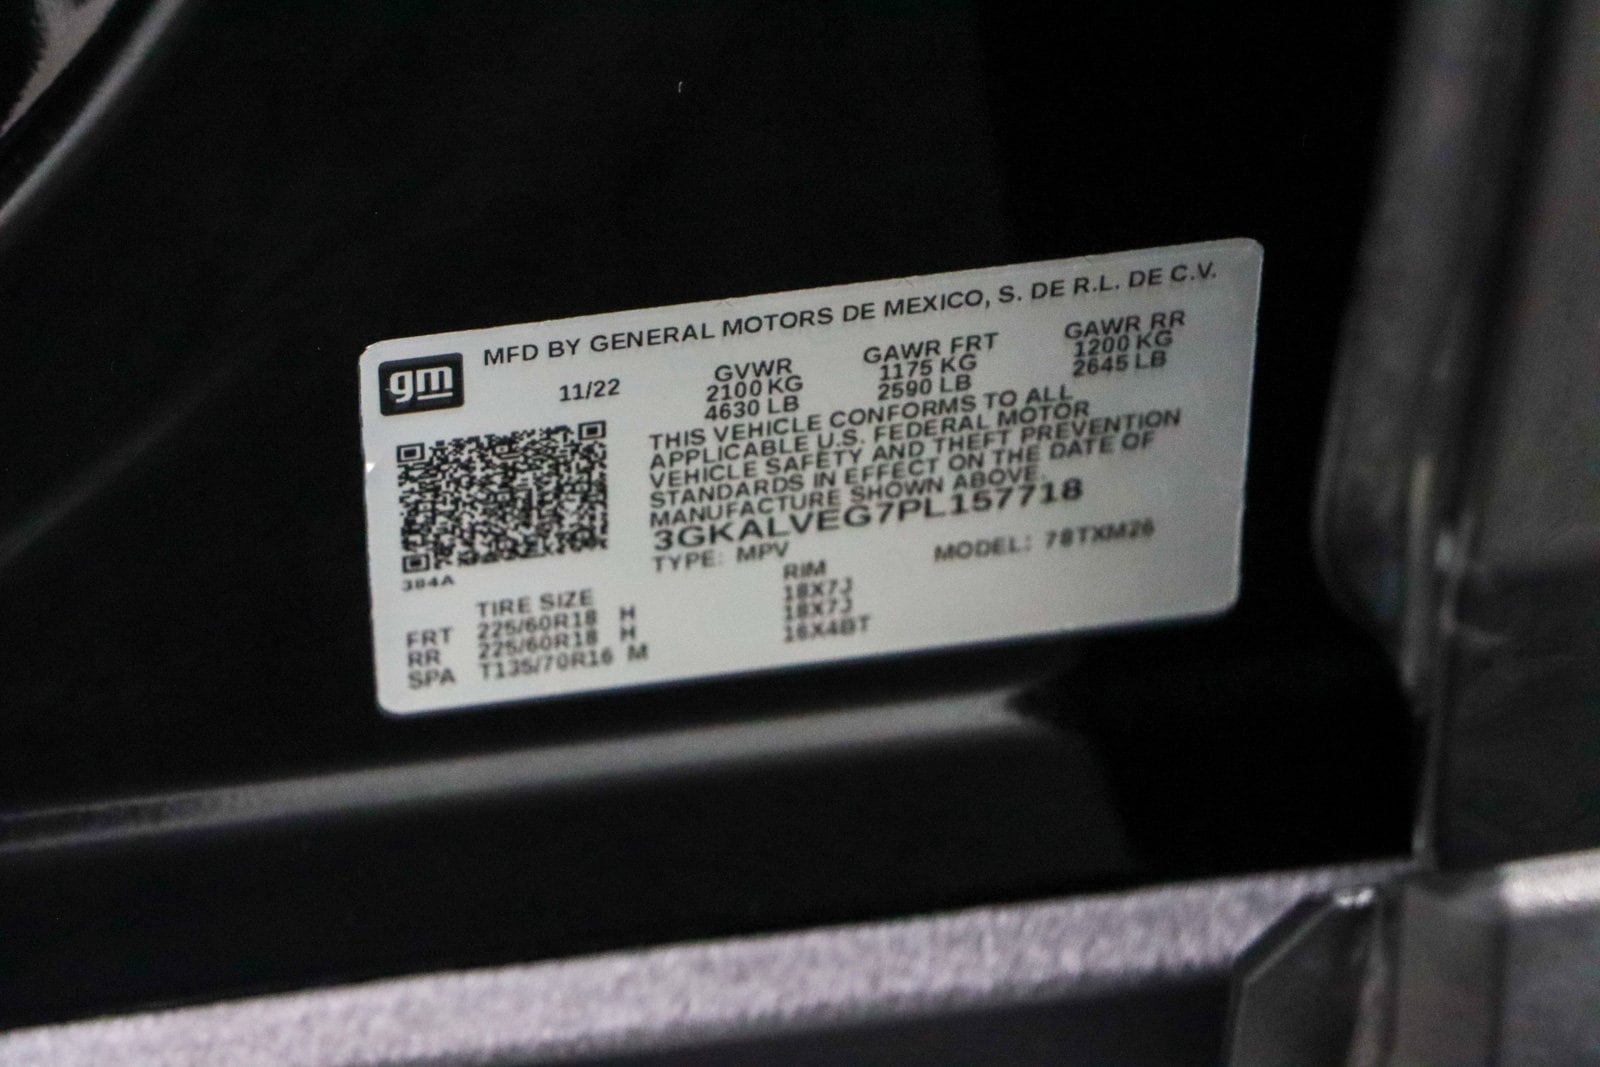 MFD BY GENERAL MOTORS DE MEXICO, S. DE R.L. DE C.V.
gm
11/22
GVWR GAWR FRT GAWR RR
2100 KG 1175 KG 1200 KG
4630 LB 2590 LB 2645 LB
THIS VEHICLE CONFORMS TO ALL
APPLICABLE U.S. FEDERAL MOTOR
VEHICLE SAFETY AND THEFT PREVENTION
STANDARDS IN EFFECT ON THE DATE OF
MANUFACTURE SHOWN ABOVE.
3GKALVEG7PL157718
TYPE: MPV MODEL: 78TXM26
384A
TIRE SIZE RIM
FRT 225/60R18 H 18X7J
RR 225/60R18 H 18X7J
SPA T135/70R16 M 16X4BT